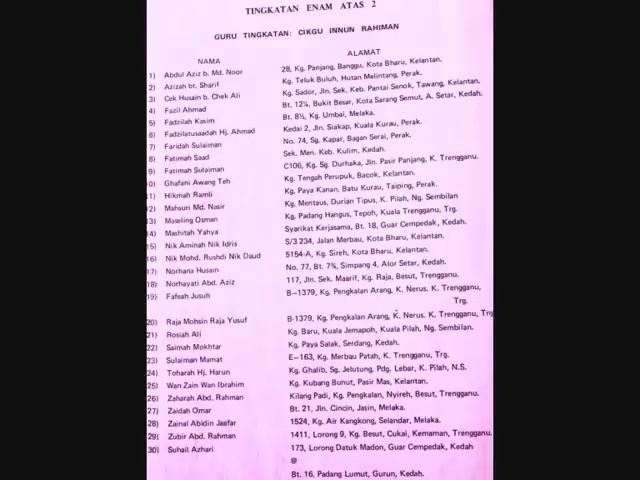 TINGKATAN ENAM ATAS 2
GURU TINGKATAN: CIKGU INNUN RAHIMAN
NAMA ALAMAT
1) Abdul Aziz b. Md. Noor 28, Kg. Panjang, Banggu, Kota Bharu, Kelantan.
2) Azizah bt. Sharif Kg. Teluk Buluh, Hutan Melintang, Perak.
3) Cek Husain b. Chek Ali Kg. Sador, Jln. Sek. Keb. Pantai Senok, Tawang, Kelantan.
4) Fazil Ahmad Bt. 12¼, Bukit Besar, Kota Sarang Semut, A. Setar, Kedah.
5) Fadzilah Kasim Bt. 8½, Kg. Umbai, Melaka.
6) Fadzilatusaadah Hj. Ahmad Kedai 2, Jln. Siakap, Kuala Kurau, Perak.
7) Faridah Sulaiman No. 74, Sg. Kapar, Bagan Serai, Perak.
8) Fatimah Saad Sek. Men. Keb. Kulim, Kedah.
9) Fatimah Sulaiman C106, Kg. Sg. Durhaka, Jln. Pasir Panjang, K. Trengganu.
0) Ghafani Awang Teh Kg. Tengah Perupuk, Bacok, Kelantan.
1) Hikmah Ramli Kg. Paya Kanan, Batu Kurau, Taiping, Perak.
2) Mahsuri Md. Nasir Kg. Mentaus, Durian Tipus, K. Pilah, Ng. Sembilan
3) Maseling Osman Kg. Padang Hangus, Tepoh, Kuala Trengganu, Trg.
4) Mashitah Yahya Syarikat Kerjasama, Bt. 18, Guar Cempedak, Kedah.
15) Nik Aminah Nik Idris S/3 234, Jalan Merbau, Kota Bharu, Kelantan.
16) Nik Mohd. Rushdi Nik Daud 5154-A, Kg. Sireh, Kota Bharu, Kelantan.
17) Norhana Husain No. 77, Bt. 7¾, Simpang 4, Alor Setar, Kedah.
18) Norhayati Abd. Aziz 117, Jln. Sek. Maarif, Kg. Raja, Besut, Trengganu.
19) Fafeah Jusuh B-1379, Kg. Pengkalan Arang, K. Nerus. K. Trengganu,
Trg.
20) Raja Mohsin Raja Yusuf B-1379, Kg. Pengkalan Arang, K. Nerus. K. Trengganu, Trg
21) Rosiah Ali Kg. Baru, Kuala Jemapoh, Kuala Pilah, Ng. Sembilan.
22) Saimah Mokhtar Kg. Paya Salak, Serdang, Kedah.
23) Sulaiman Mamat E-163, Kg. Merbau Patah, K. Trengganu, Trg.
24) Toharah Hj. Harun Kg. Ghalib, Sg. Jelutung, Pdg. Lebar, K. Pilah, N.S.
25) Wan Zain Wan Ibrahim Kg. Kubang Bunut, Pasir Mas, Kelantan.
26) Zaharah Abd. Rahman Kilang Padi, Kg. Pengkalan, Nyireh, Besut, Trengganu.
27) Zaidah Omar Bt. 21, Jln. Cincin, Jasin, Melaka.
28) Zainal Abidin Jaafar 1524, Kg. Air Kangkong, Selandar, Melaka.
29) Zubir Abd. Rahman 1411, Lorong 9, Kg. Besut, Cukai, Kemaman, Trengganu.
30) Suhail Azhari 173, Lorong Datuk Madon, Guar Cempedak, Kedah
@
Bt. 16, Padang Lumut, Gurun, Kedah.